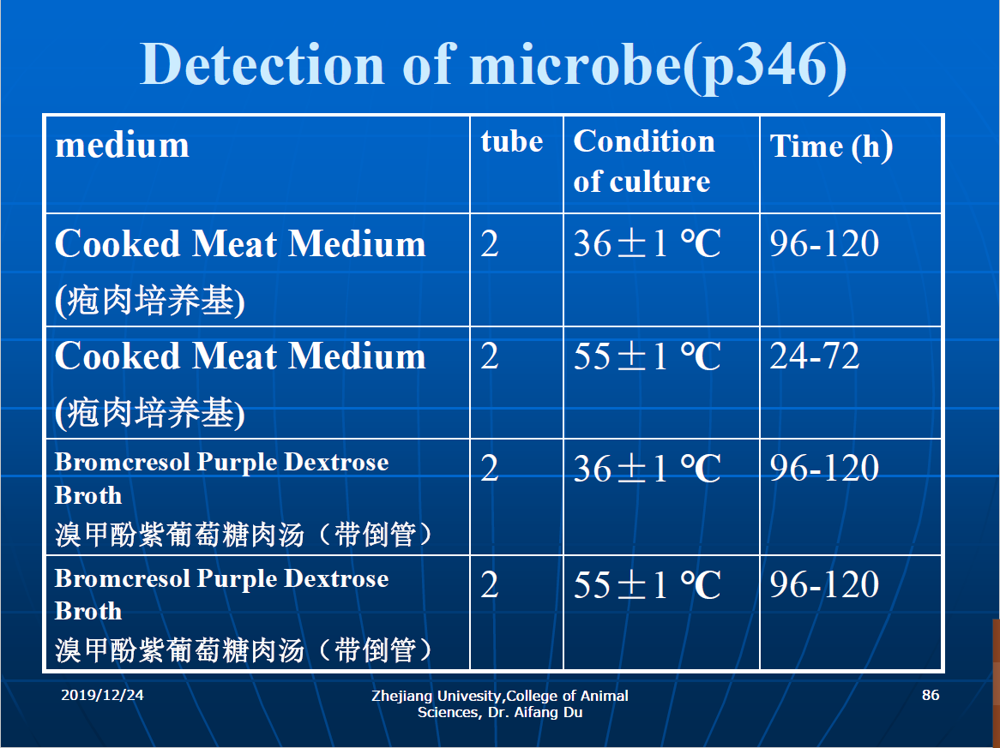 Detection of microbe(p346)
medium
tube
Condition
of culture
Time (h)
Cooked Meat Medium
(疱肉培养基)
2
36±1 ℃
96-120
Cooked Meat Medium
(疱肉培养基)
2
55±1 ℃
24-72
Bromcresol Purple Dextrose
Broth
溴甲酚紫葡萄糖肉汤（带倒管）
2
36±1 ℃
96-120
Bromcresol Purple Dextrose
Broth
溴甲酚紫葡萄糖肉汤（带倒管）
2
55±1 ℃
96-120
2019/12/24
Zhejiang Univesity,College of Animal
Sciences, Dr. Aifang Du
86